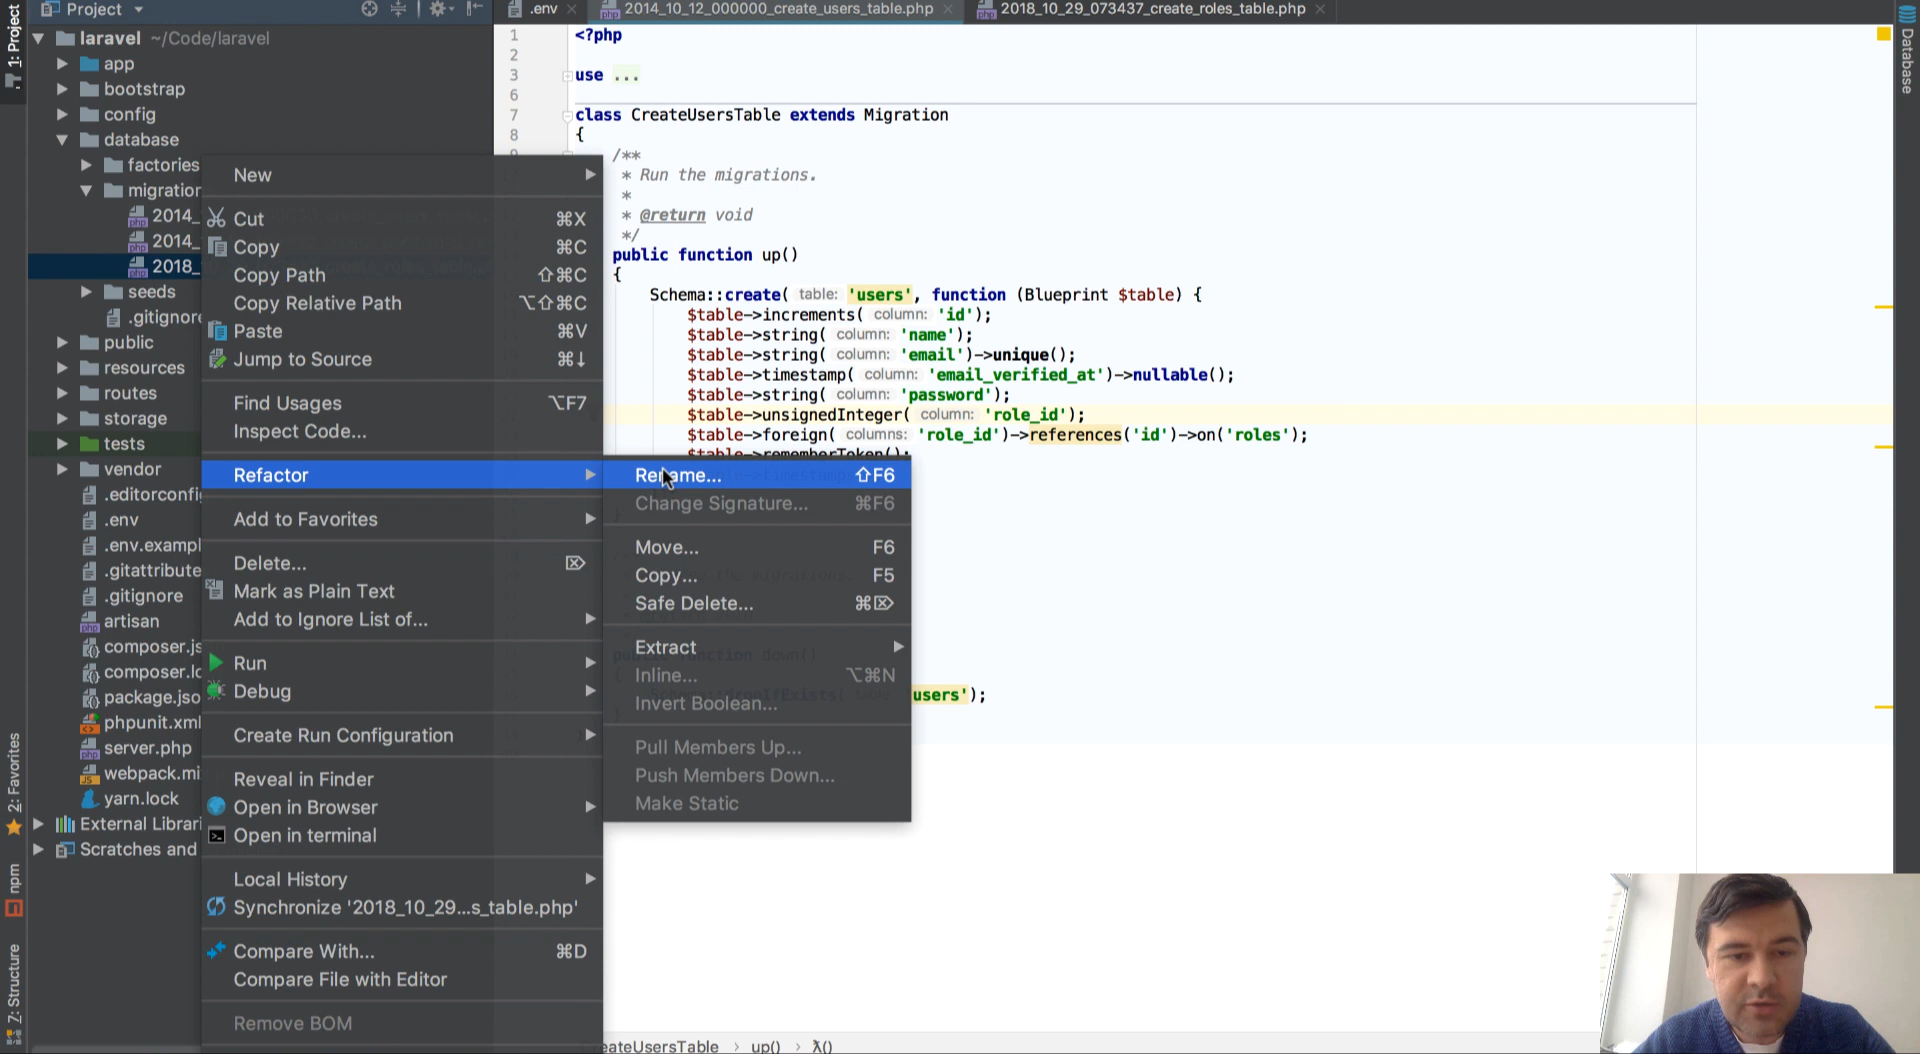 1: Project
Project
.env
2014_10_12_000000_create_users_table.php
2018_10_29_073437_create_roles_table.php
Database
laravel ~/Code/laravel
app
bootstrap
config
database
factories
migration
2014_
2014_
2018_
seeds
.gitignore
public
resources
routes
storage
tests
vendor
.editorconfi
.env
.env.exampl
.gitattribute
.gitignore
artisan
composer.js
composer.lo
package.jso
phpunit.xml
server.php
webpack.mi
yarn.lock
External Librari
Scratches and
2: Favorites
npm
Z: Structure
New
Cut ⌘X
Copy ⌘C
Copy Path ⇧⌘C
Copy Relative Path ⌥⇧⌘C
Paste ⌘V
Jump to Source ⌘↓
Find Usages ⌥F7
Inspect Code...
Refactor
Add to Favorites
Delete... ⌦
Mark as Plain Text
Add to Ignore List of...
Run
Debug
Create Run Configuration
Reveal in Finder
Open in Browser
Open in terminal
Local History
Synchronize '2018_10_29...s_table.php'
Compare With... ⌘D
Compare File with Editor
Remove BOM
Rename... ⇧F6
Change Signature... ⌘F6
Move... F6
Copy... F5
Safe Delete... ⌘⌦
Extract
Inline... ⌥⌘N
Invert Boolean...
Pull Members Up...
Push Members Down...
Make Static
1 <?php
2
3 use ...
6
7 class CreateUsersTable extends Migration
8 {
9 /**
* Run the migrations.
*
* @return void
*/
public function up()
{
Schema::create( table: 'users', function (Blueprint $table) {
$table->increments( column: 'id');
$table->string( column: 'name');
$table->string( column: 'email')->unique();
$table->timestamp( column: 'email_verified_at')->nullable();
$table->string( column: 'password');
$table->unsignedInteger( column: 'role_id');
$table->foreign( columns: 'role_id')->references('id')->on('roles');
$table->rememberToken();
users');
eateUsersTable › up() › λ()